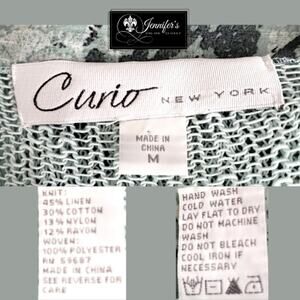 Jennifer's
Curio NEW YORK
MADE IN
CHINA
M
KNIT:
45% LINEN
30% COTTON
13% NYLON
12% RAYON
WOVEN:
100% POLYESTER
RN 59687
MADE IN CHINA
SEE REVERSE FOR
CARE
HAND WASH
COLD WATER
LAY FLAT TO DRY
DO NOT MACHINE
WASH
DO NOT BLEACH
COOL IRON IF
NECESSARY